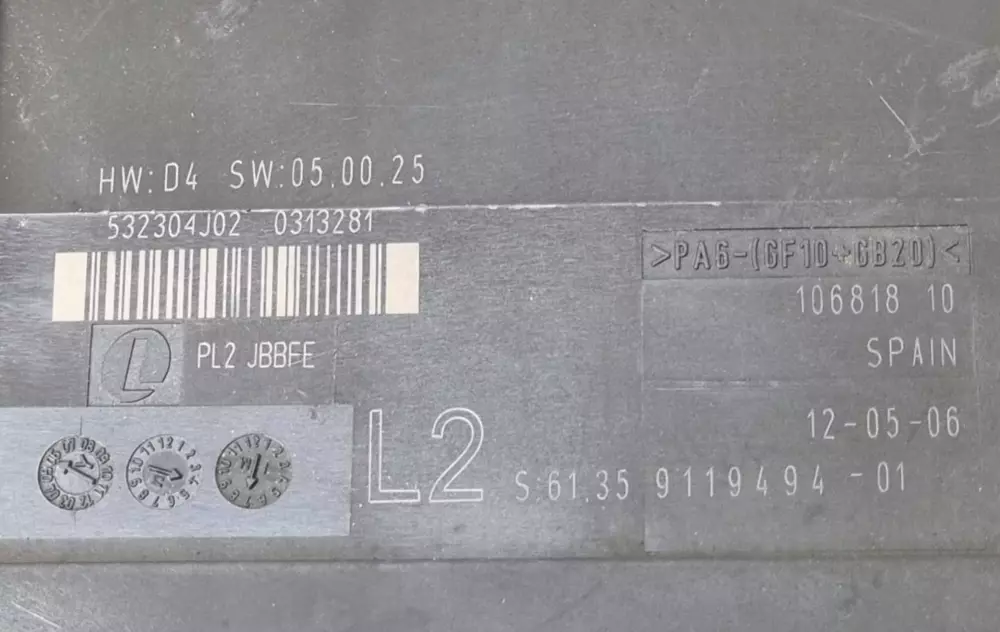 HW:D4 SW:05.00.25
532304J02 0313281
>PA6-(GF10+GB20)<
106818 10
SPAIN
PL2 JBBFE
12-05-06
L2
S:61.35 9119494-01